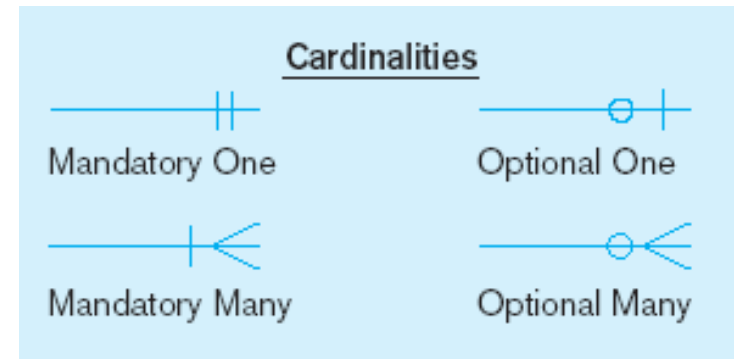 Cardinalities
Mandatory One
Optional One
Mandatory Many
Optional Many